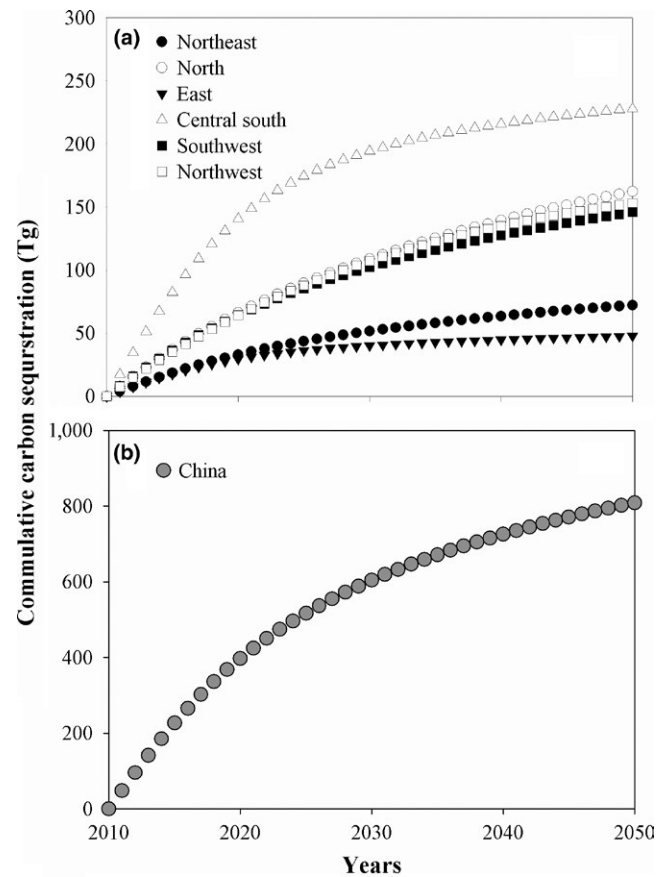 Commulative carbon sequrstration (Tg)
300
250
200
150
100
50
0
(a)
Northeast
North
East
Central south
Southwest
Northwest
1,000
800
600
400
200
0
(b)
China
2010 2020 2030 2040 2050
Years